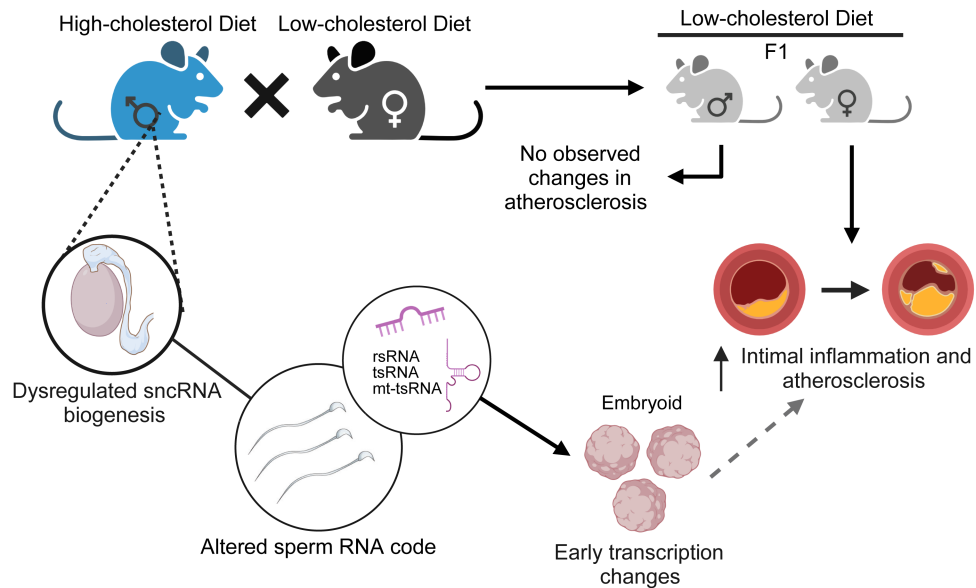 High-cholesterol Diet
Low-cholesterol Diet
Low-cholesterol Diet
F1
No observed
changes in
atherosclerosis
Dysregulated sncRNA
biogenesis
rsRNA
tsRNA
mt-tsRNA
Altered sperm RNA code
Embryoid
Early transcription
changes
Intimal inflammation and
atherosclerosis